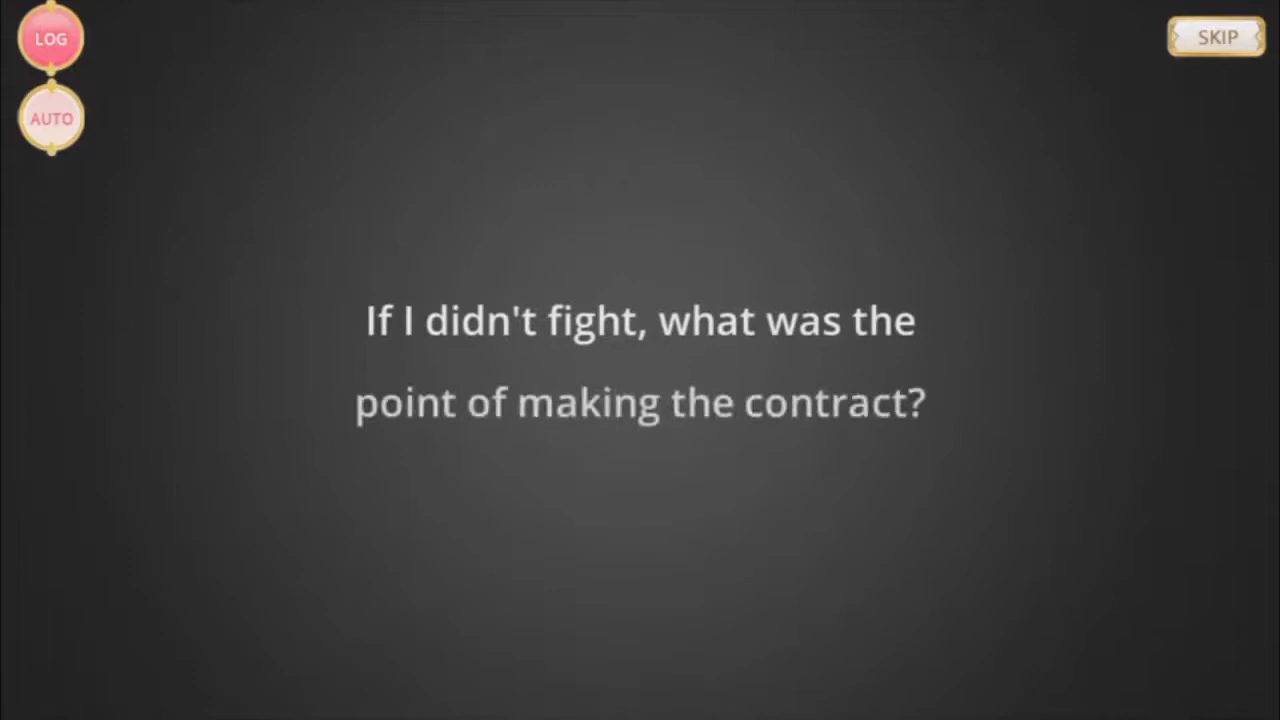 LOG
SKIP
AUTO
If I didn't fight, what was the
point of making the contract?